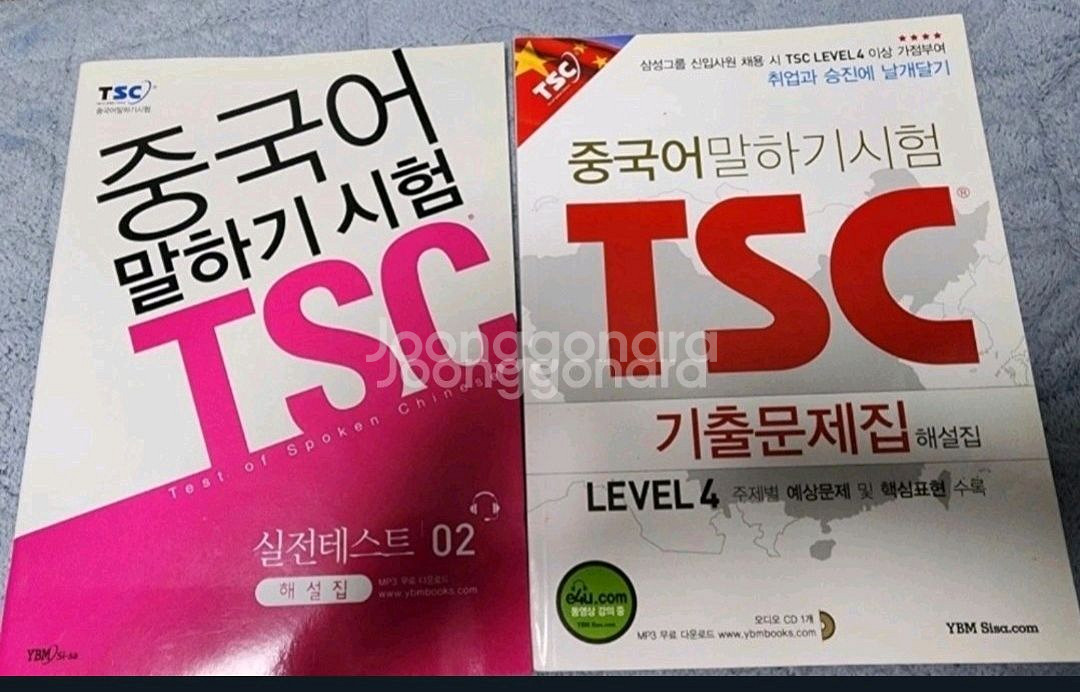 TSC
중국어말하기시험
중국어
말하기 시험
TSC
Test of Spoken Chinese
실전테스트 02
해설집
MP3 무료 다운로드
www.ybmbooks.com
YBM Si-sa
TSC
★★★★
삼성그룹 신입사원 채용 시 TSC LEVEL 4 이상 가점부여
취업과 승진에 날개달기
중국어말하기시험
TSC®
기출문제집 해설집
LEVEL 4 주제별 예상문제 및 핵심표현 수록
e4u.com
동영상 강의 중
YBM Sisa.com
오디오 CD 1개
MP3 무료 다운로드 www.ybmbooks.com
YBM Sisa.com
Joonggonara
Joonggonara